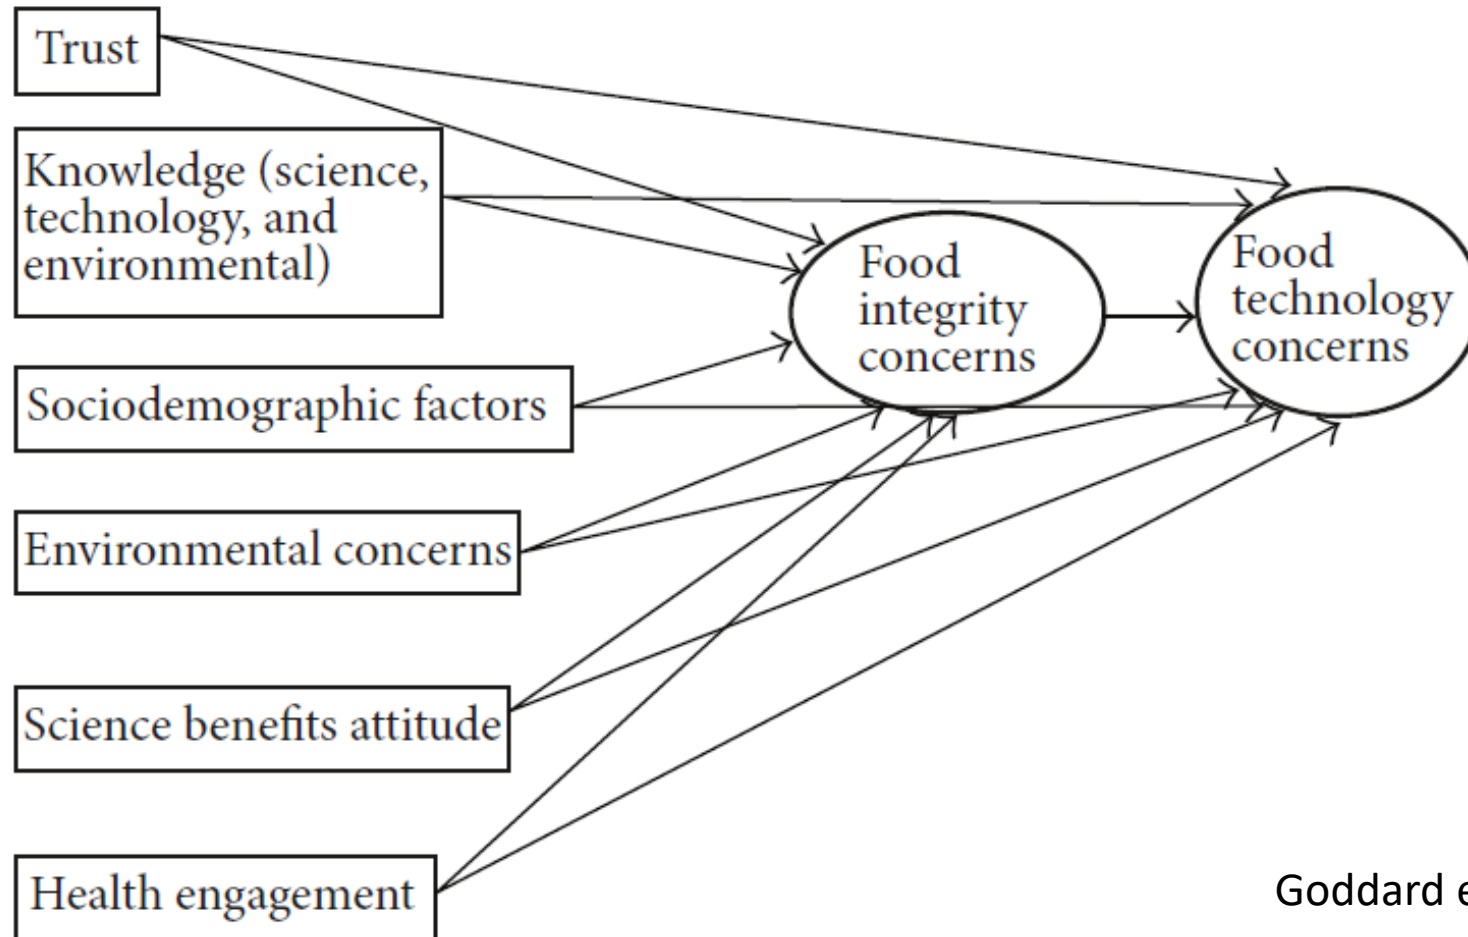 Trust
Knowledge (science,
technology, and
environmental)
Sociodemographic factors
Environmental concerns
Science benefits attitude
Health engagement
Food
integrity
concerns
Food
technology
concerns
Goddard